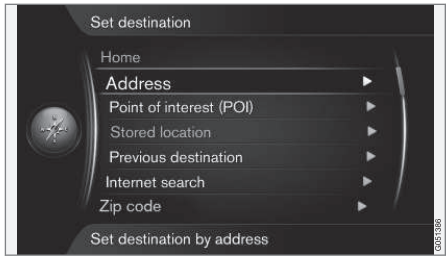 Set destination
Home
Address
Point of interest (POI)
Stored location
Previous destination
Internet search
Zip code
Set destination by address
G051386